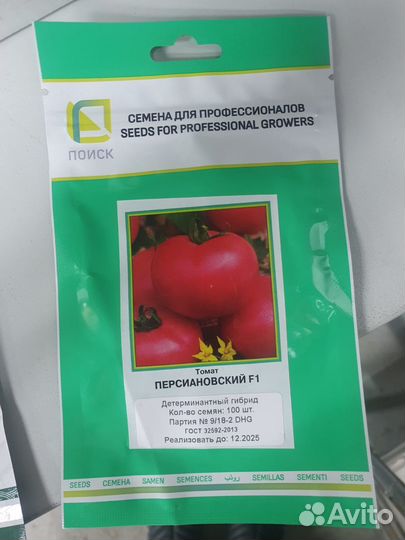 ПОИСК
СЕМЕНА ДЛЯ ПРОФЕССИОНАЛОВ
SEEDS FOR PROFESSIONAL GROWERS
Томат
ПЕРСИАНОВСКИЙ F1
Детерминантный гибрид
Кол-во семян: 100 шт.
Партия № 9/18-2 DHG
ГОСТ 32592-2013
Реализовать до: 12.2025
SEEDS СЕМЕНА SAMEN SEMENCES SEMILLAS SEMENTI SEEDS
Avito